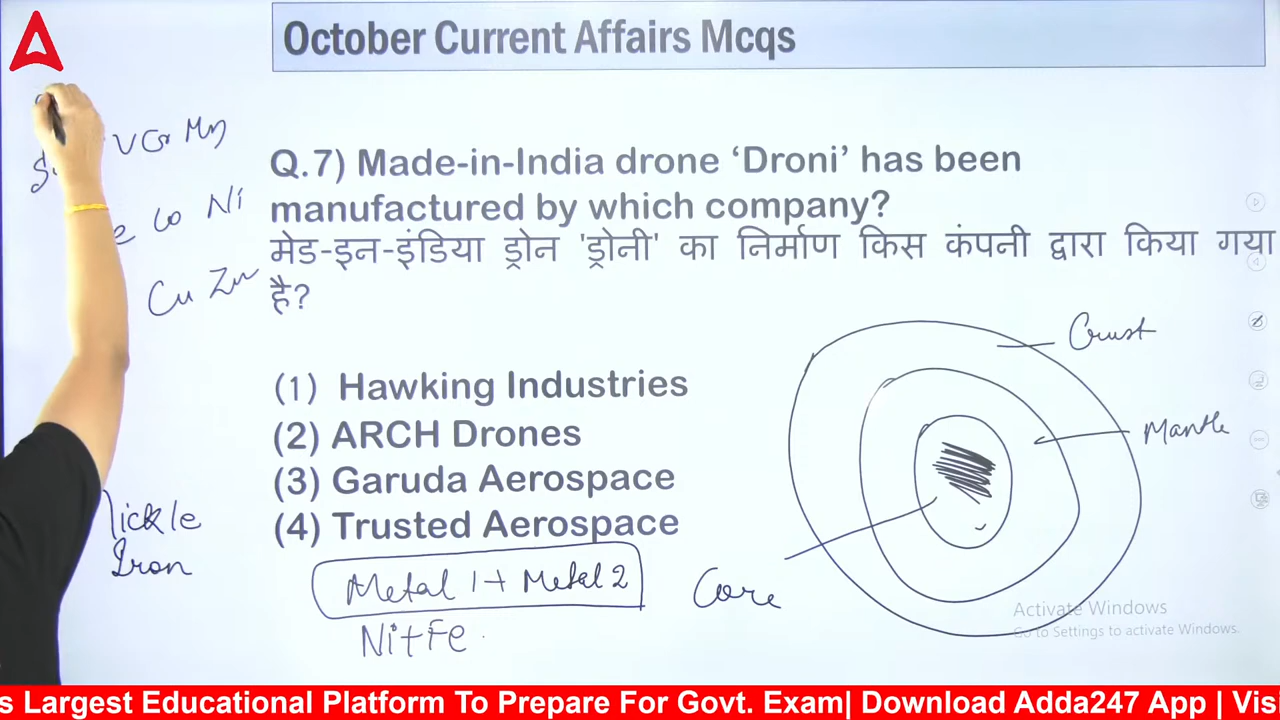 October Current Affairs Mcqs
V Cr Mn
Co Ni
Cu Zn
Q.7) Made-in-India drone ‘Droni’ has been
manufactured by which company?
मेड-इन-इंडिया ड्रोन 'ड्रोनी' का निर्माण किस कंपनी द्वारा किया गया
है?
Crust
Mantle
(1) Hawking Industries
(2) ARCH Drones
(3) Garuda Aerospace
(4) Trusted Aerospace
ickle
Iron
Metal 1 + Metal 2
Core
Ni+Fe
Activate Windows
Go to Settings to activate Windows.
s Largest Educational Platform To Prepare For Govt. Exam| Download Adda247 App | Vis